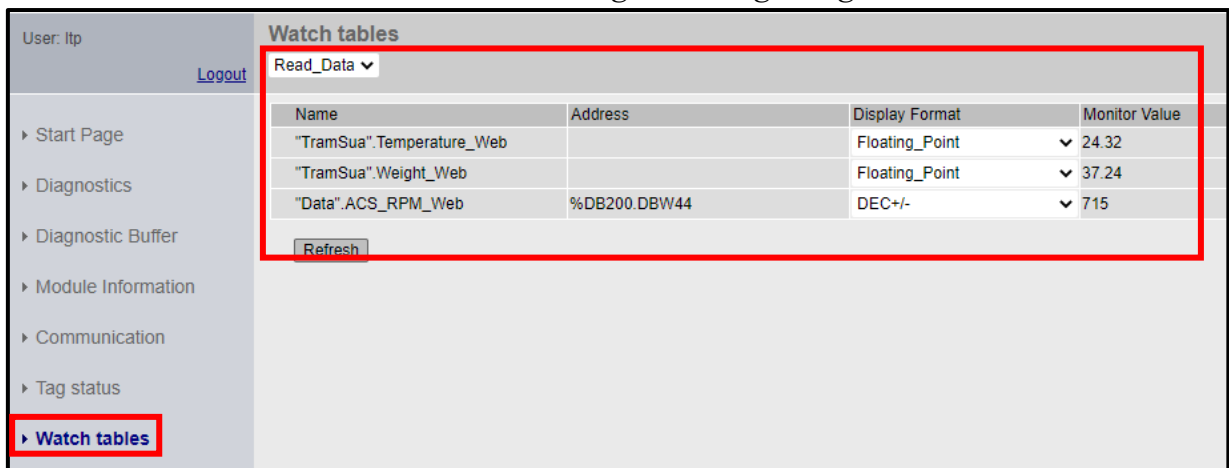 User: ltp
Logout
Start Page
Diagnostics
Diagnostic Buffer
Module Information
Communication
Tag status
Watch tables
Watch tables
Read_Data
Name Address Display Format Monitor Value
"TramSua".Temperature_Web Floating_Point 24.32
"TramSua".Weight_Web Floating_Point 37.24
"Data".ACS_RPM_Web %DB200.DBW44 DEC+/- 715
Refresh